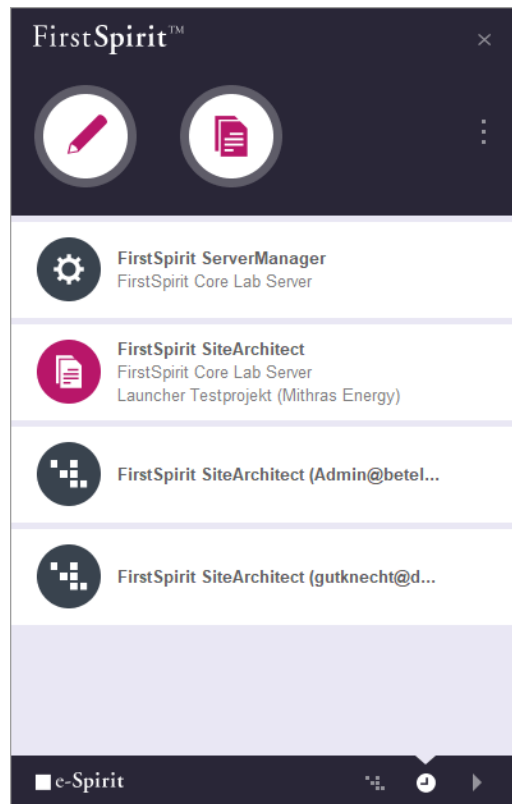 FirstSpirit™
FirstSpirit ServerManager
FirstSpirit Core Lab Server
FirstSpirit SiteArchitect
FirstSpirit Core Lab Server
Launcher Testprojekt (Mithras Energy)
FirstSpirit SiteArchitect (Admin@betel...
FirstSpirit SiteArchitect (gutknecht@d...
e-Spirit